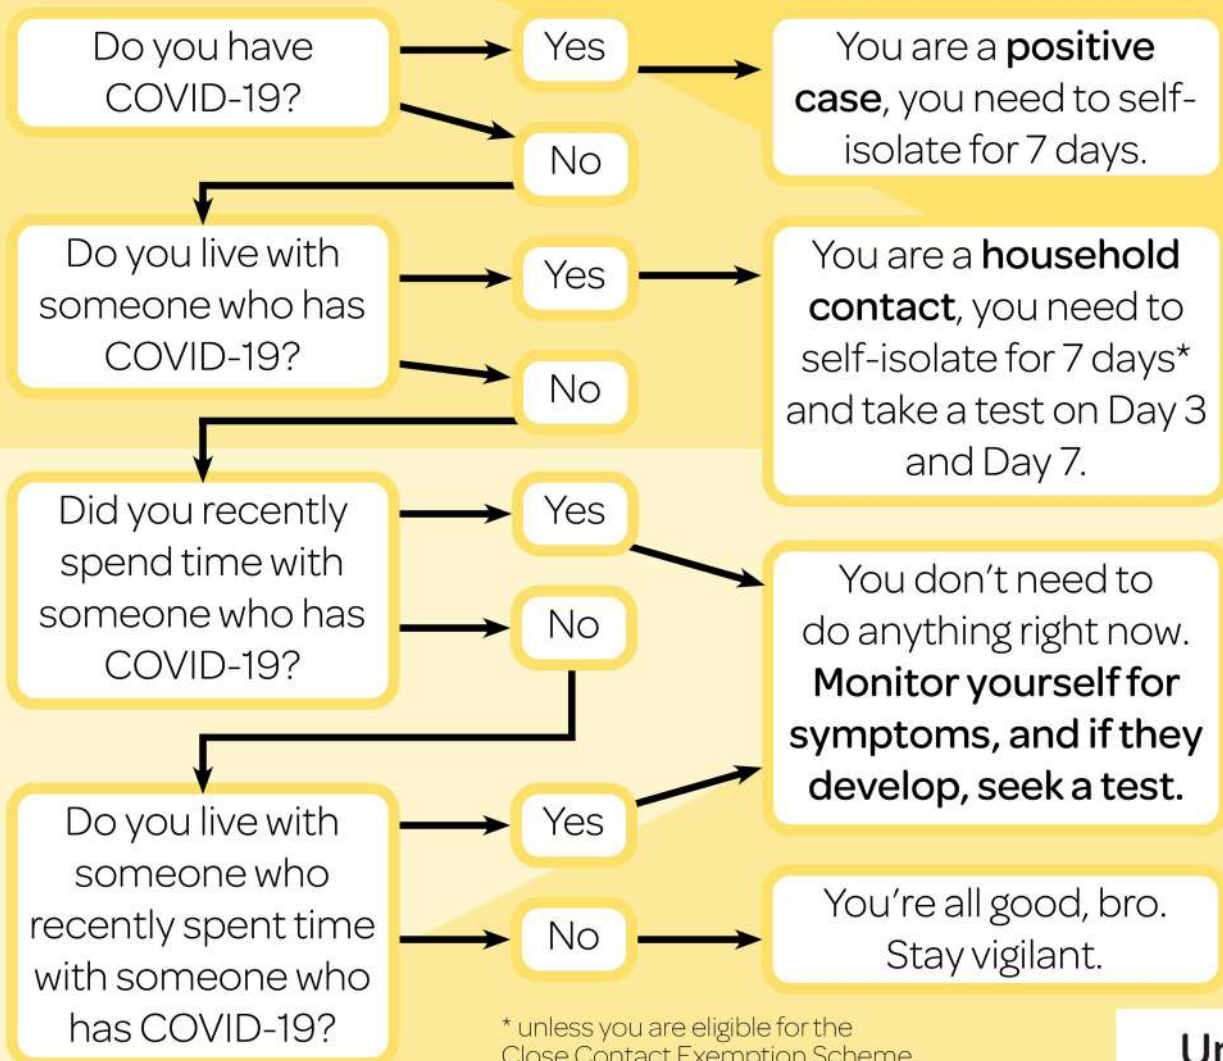 Do you have
COVID-19?
Yes
No
You are a positive
case, you need to self-
isolate for 7 days.
Do you live with
someone who has
COVID-19?
Yes
No
You are a household
contact, you need to
self-isolate for 7 days*
and take a test on Day 3
and Day 7.
Did you recently
spend time with
someone who has
COVID-19?
Yes
No
You don't need to
do anything right now.
Monitor yourself for
symptoms, and if they
develop, seek a test.
Do you live with
someone who
recently spent time
with someone who
has COVID-19?
Yes
No
You're all good, bro.
Stay vigilant.
* unless you are eligible for the
Close Contact Exemption Scheme